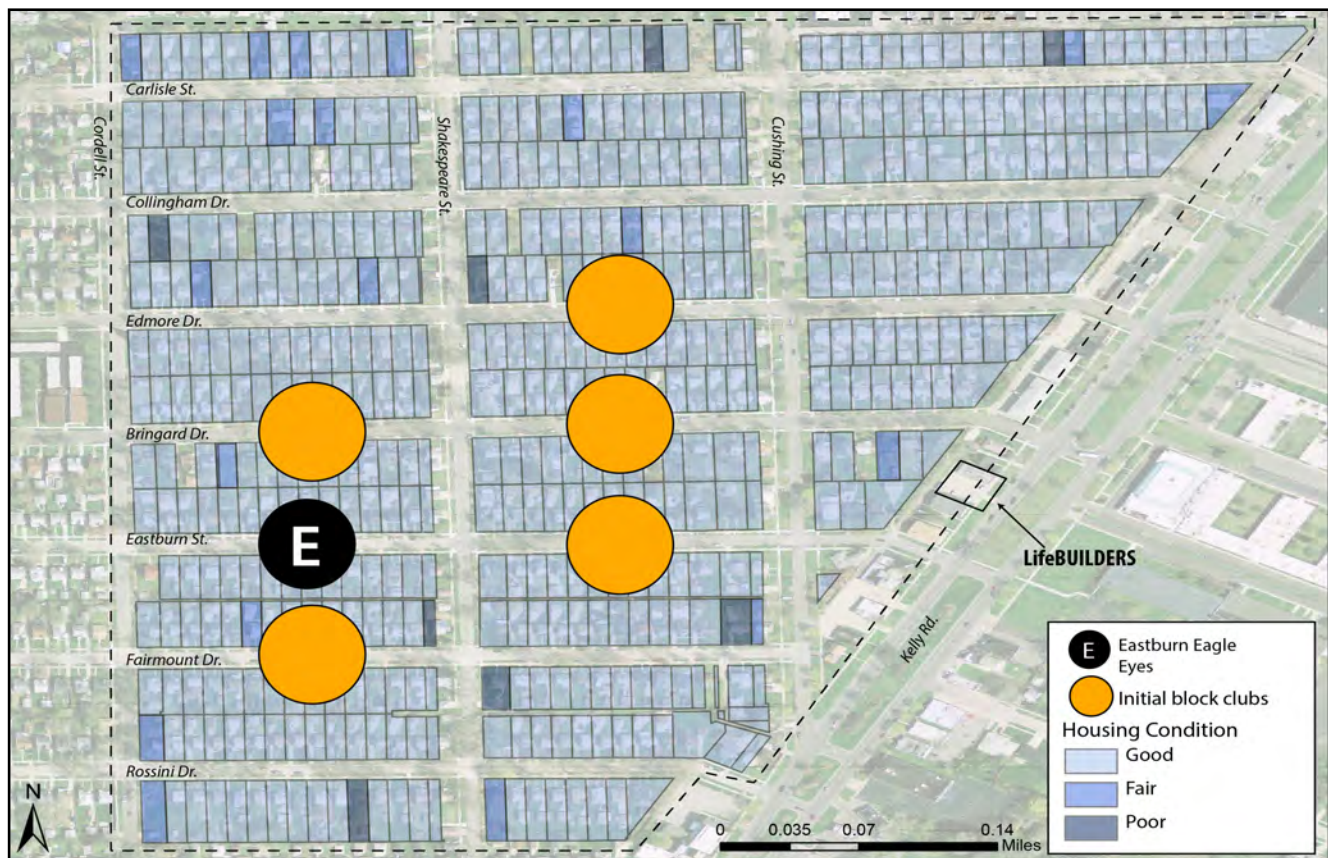 Carlisle St.
Cordell St.
Shakespeare St.
Cushing St.
Collingham Dr.
Edmore Dr.
Bringard Dr.
E
Eastburn St.
LifeBUILDERS
Fairmount Dr.
Kelly Rd.
Rossini Dr.
E
Eastburn Eagle
Eyes
Initial block clubs
Housing Condition
Good
Fair
Poor
N
0 0.035 0.07 0.14
Miles